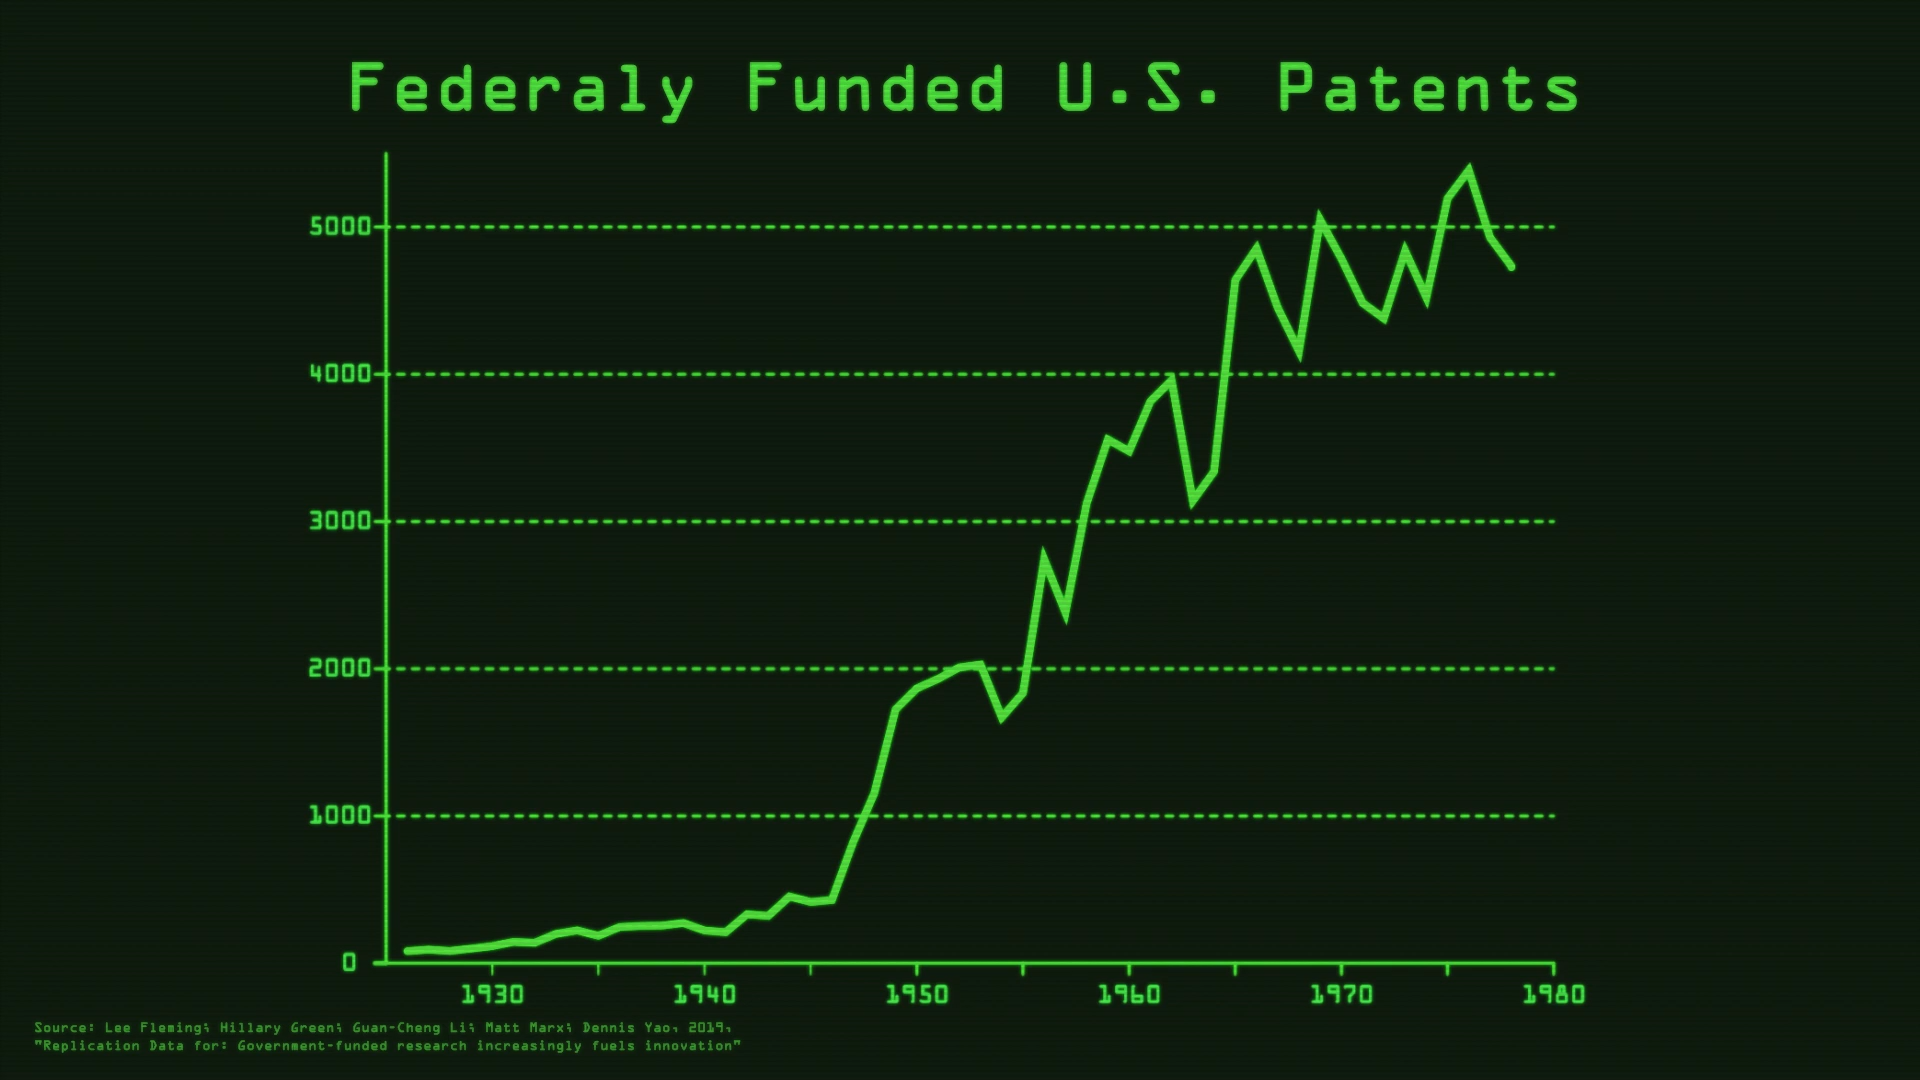 Federaly Funded U.S. Patents
5000
4000
3000
2000
1000
0
1930 1940 1950 1960 1970 1980
Source: Lee Fleming; Hillary Green; Guan-Cheng Li; Matt Marx; Dennis Yao, 2019,
"Replication Data for: Government-funded research increasingly fuels innovation"